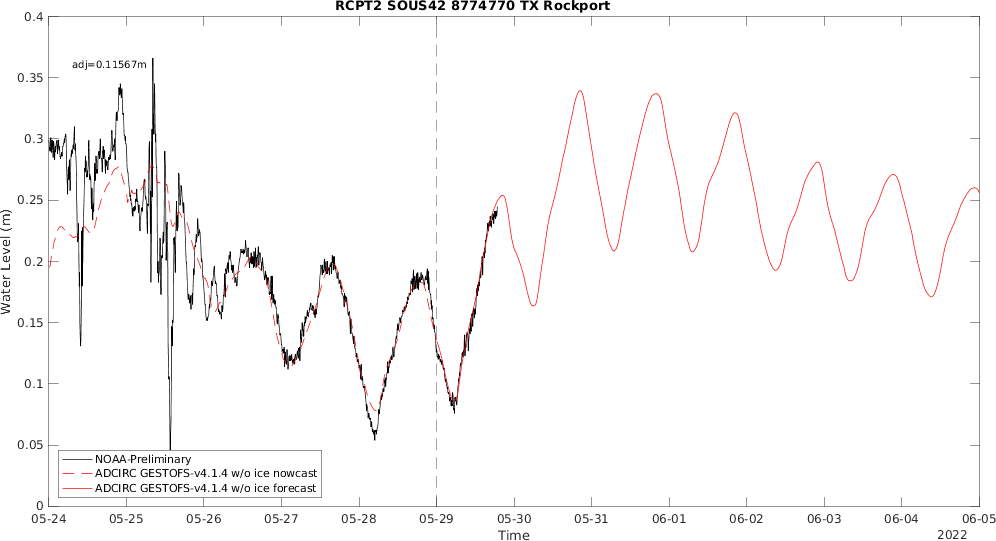 RCPT2 SOUS42 8774770 TX Rockport
adj=0.11567m
0.4
0.35
0.3
0.25
0.2
0.15
0.1
0.05
0
Water Level (m)
NOAA-Preliminary
ADCIRC GESTOFS-v4.1.4 w/o ice nowcast
ADCIRC GESTOFS-v4.1.4 w/o ice forecast
05-24 05-25 05-26 05-27 05-28 05-29 05-30 05-31 06-01 06-02 06-03 06-04 06-05
Time
2022